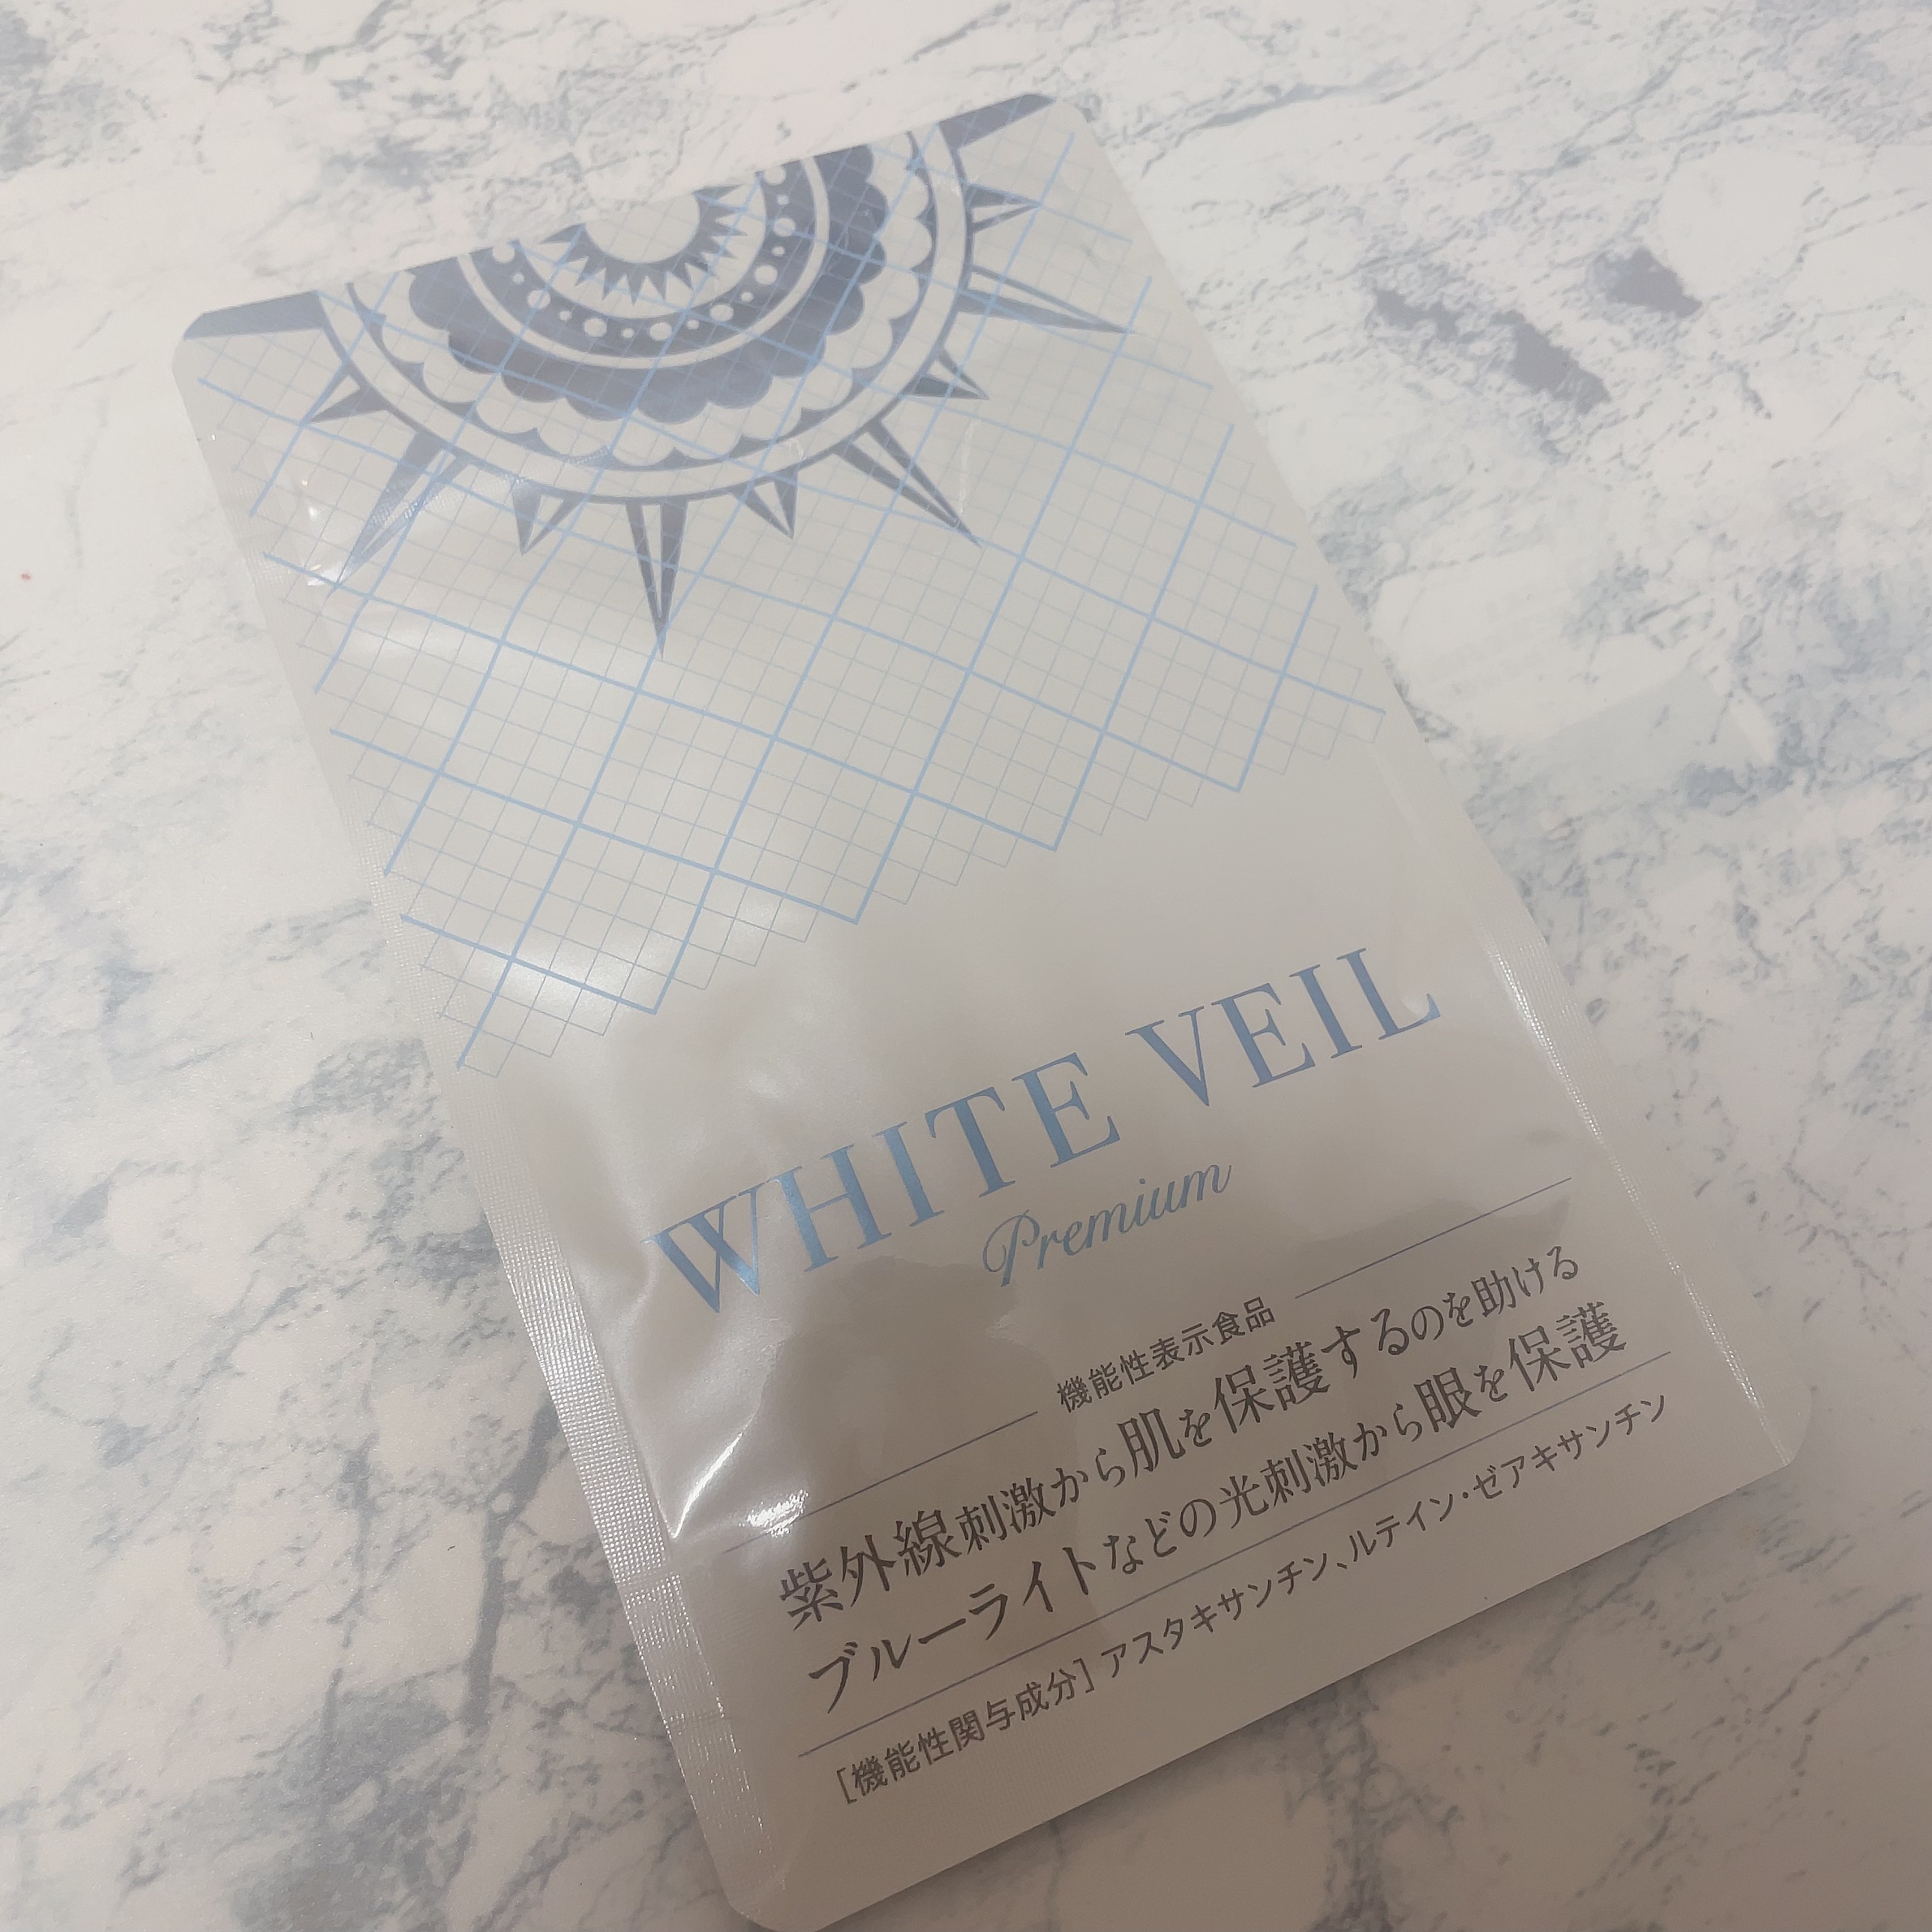 WHITE VEIL
Premium
機能性表示食品
紫外線刺激から肌を保護するのを助ける
ブルーライトなどの光刺激から眼を保護
[機能性関与成分] アスタキサンチン、ルテイン・ゼアキサンチン